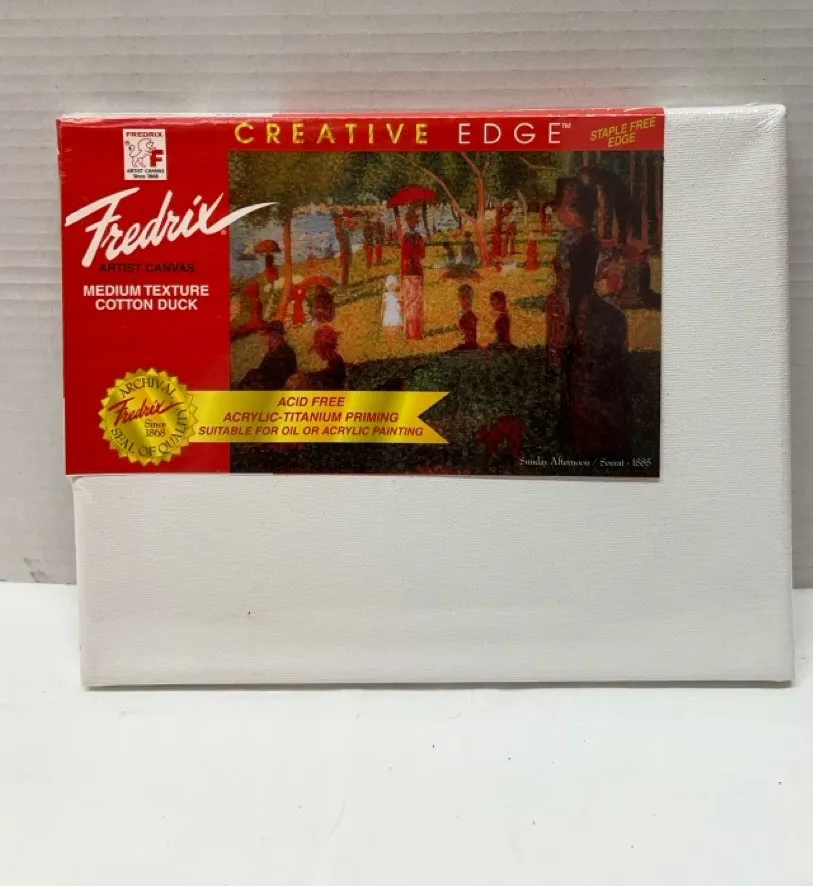 FREDRIX
F
ARTIST CANVAS
Since 1868
CREATIVE EDGE™
STAPLE FREE
EDGE
Fredrix®
ARTIST CANVAS
MEDIUM TEXTURE
COTTON DUCK
ARCHIVAL
Fredrix
Since
1868
SEAL OF QUALITY
ACID FREE
ACRYLIC-TITANIUM PRIMING
SUITABLE FOR OIL OR ACRYLIC PAINTING
Sunday Afternoon / Seurat - 1886